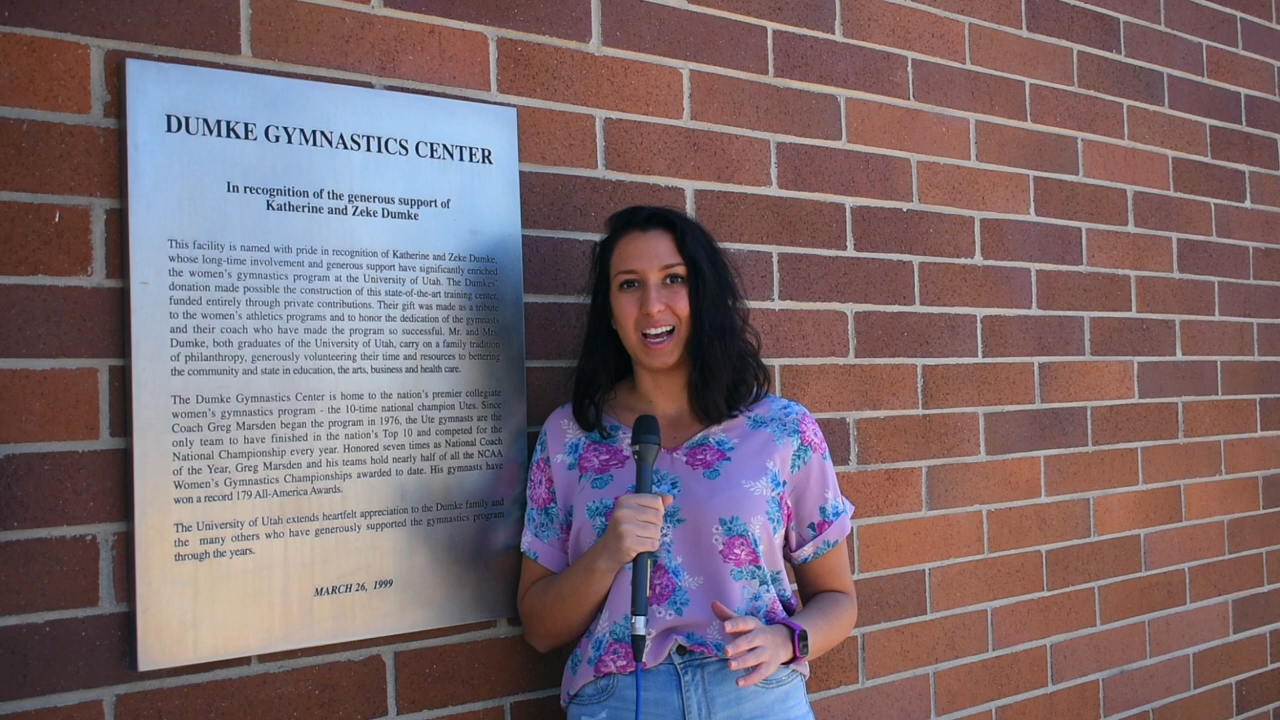 DUMKE GYMNASTICS CENTER
In recognition of the generous support of
Katherine and Zeke Dumke
This facility is named with pride in recognition of Katherine and Zeke Dumke,
whose long-time involvement and generous support have significantly enriched
the women's gymnastics program at the University of Utah. The Dumkes'
donation made possible the construction of this state-of-the-art training center,
funded entirely through private contributions. Their gift was made as a tribute
to the women's athletics programs and to honor the dedication of the gymnasts
and their coach who have made the program so successful. Mr. and Mrs.
Dumke, both graduates of the University of Utah, carry on a family tradition
of philanthropy, generously volunteering their time and resources to bettering
the community and state in education, the arts, business and health care.
The Dumke Gymnastics Center is home to the nation's premier collegiate
women's gymnastics program - the 10-time national champion Utes. Since
Coach Greg Marsden began the program in 1976, the Ute gymnasts are the
only team to have finished in the nation's Top 10 and competed for the
National Championship every year. Honored seven times as National Coach
of the Year, Greg Marsden and his teams hold nearly half of all the NCAA
Women's Gymnastics Championships awarded to date. His gymnasts have
won a record 179 All-America Awards.
The University of Utah extends heartfelt appreciation to the Dumke family and
the many others who have generously supported the gymnastics program
through the years.
MARCH 26, 1999